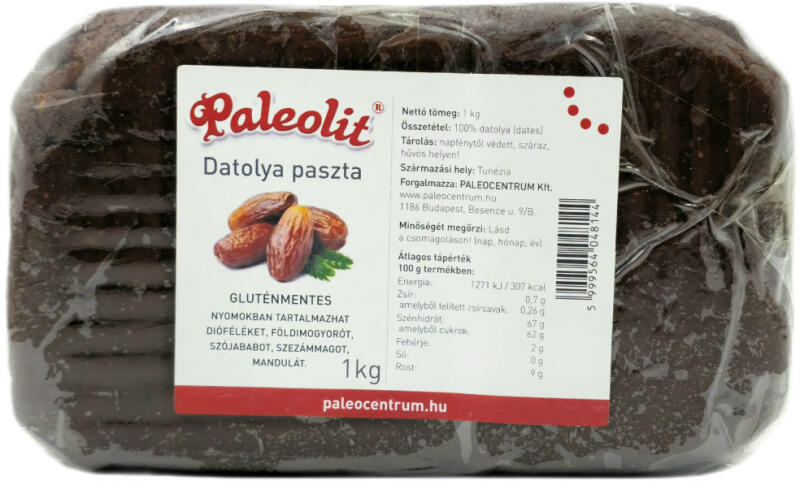 Paleolit®
Datolya paszta
GLUTÉNMENTES
NYOMOKBAN TARTALMAZHAT
DIÓFÉLÉKET, FÖLDIMOGYORÓT,
SZÓJABABOT, SZEZÁMMAGOT,
MANDULÁT.
1kg
Nettó tömeg: 1 kg
Összetétel: 100% datolya (dates)
Tárolás: napfénytől védett, száraz,
hűvös helyen!
Származási hely: Tunézia
Forgalmazza: PALEOCENTRUM Kft.
www.paleocentrum.hu
1186 Budapest, Besence u. 9/B.
Minőségét megőrzi: Lásd
a csomagoláson! (nap, hónap, év)
Átlagos tápérték
100 g termékben:
Energia: 1271 kJ / 307 kcal
Zsír: 0,7 g
amelyből telített zsírsavak: 0,26 g
Szénhidrát: 67 g
amelyből cukrok: 62 g
Fehérje: 2 g
Só: 0 g
Rost: 9 g
5 999564 048144
paleocentrum.hu